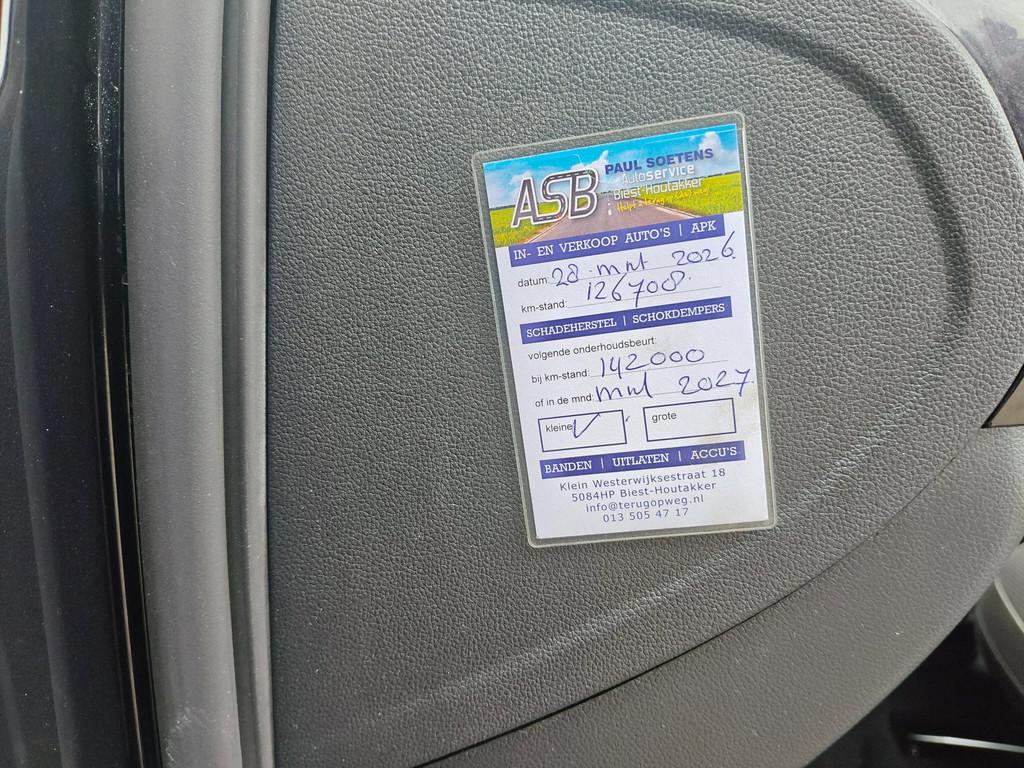 PAUL SOETENS
ASB Autoservice
Biest-Houtakker
IN- EN VERKOOP AUTO'S | APK
datum: 28 mrt 2026.
km-stand: 126708.
SCHADEHERSTEL | SCHOKDEMPERS
volgende onderhoudsbeurt:
bij km-stand: 142000
of in de mnd: mrt 2027.
kleine ✓ grote
BANDEN | UITLATEN | ACCU'S
Klein Westerwijksestraat 18
5084HP Biest-Houtakker
info@terugopweg.nl
013 505 47 17